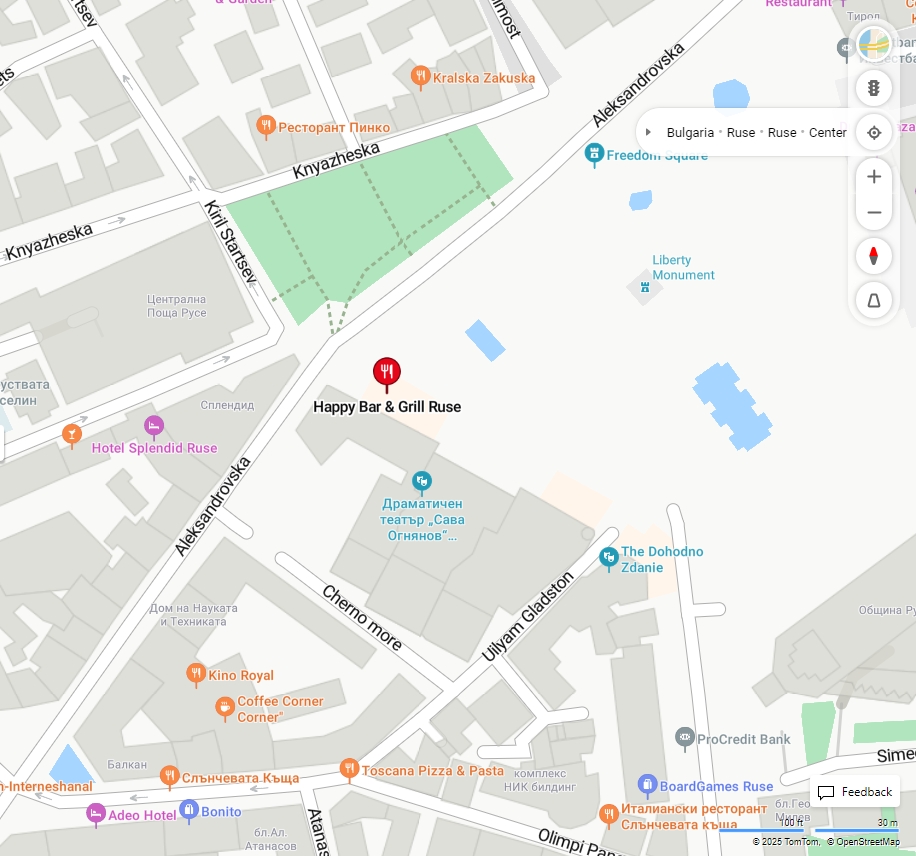 & Garden
Restaurant
Тирол
Kralska Zakuska
Aleksandrovska
Ресторант Пинко
Bulgaria • Ruse • Ruse • Center
Knyazheska
Freedom Square
Knyazheska
Kiril Startsev
Liberty
Monument
Централна
Поща Русе
Happy Bar & Grill Ruse
Сплендид
Hotel Splendid Ruse
Aleksandrovska
Драматичен
театър „Сава
Огнянов“...
The Dohodno
Zdanie
Cherno more
Uilyam Gladston
Дом на Науката
и Техниката
Община Ру
Kino Royal
Coffee Corner
Corner"
ProCredit Bank
Simeo
Балкан
Слънчевата Къща
Toscana Pizza & Pasta
комплекс
НИК билдинг
BoardGames Ruse
n-Interneshanal
Feedback
Adeo Hotel
Bonito
Италиански ресторант
Слънчевата къща
бл.Гео
Милев
100 ft
30 m
бл.Ал.
Атанасов
Atanas
Olimpi Pan
© 2025 TomTom, © OpenStreetMap